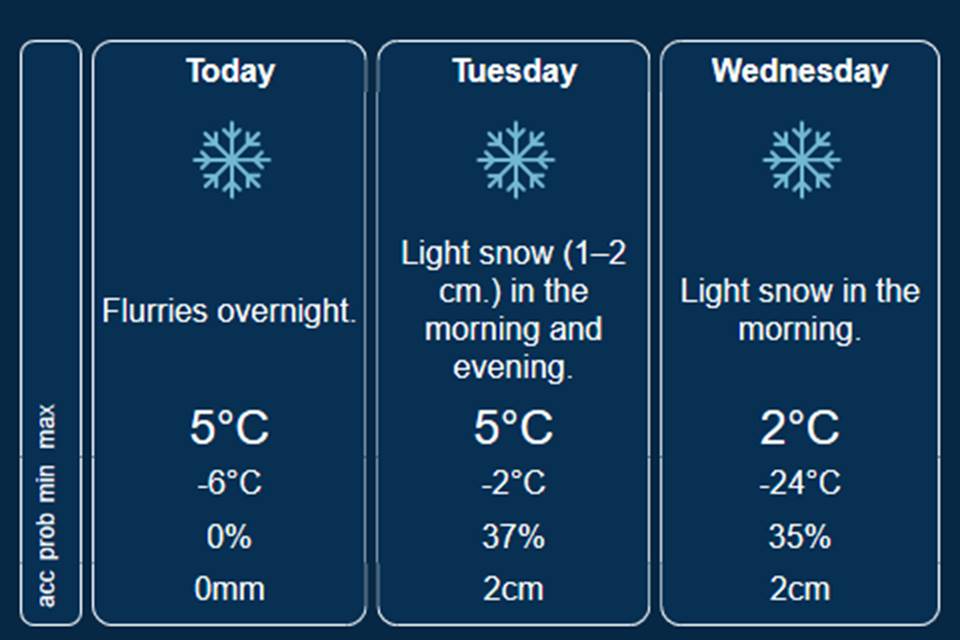 Today
Flurries overnight.
5°C
-6°C
0%
0mm
Tuesday
Light snow (1–2
cm.) in the
morning and
evening.
5°C
-2°C
37%
2cm
Wednesday
Light snow in the
morning.
2°C
-24°C
35%
2cm
acc prob min max